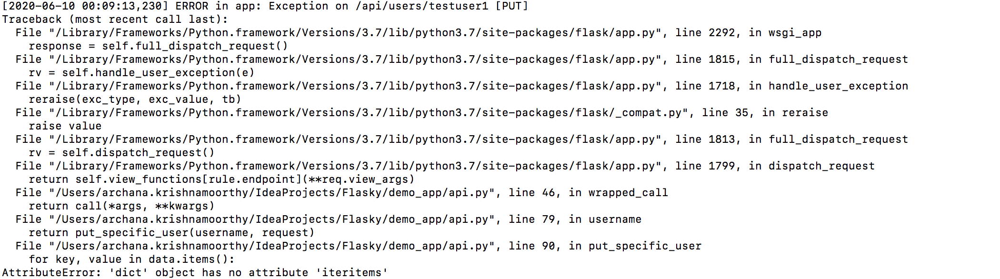 [2020-06-10 00:09:13,230] ERROR in app: Exception on /api/users/testuser1 [PUT]
Traceback (most recent call last):
  File "/Library/Frameworks/Python.framework/Versions/3.7/lib/python3.7/site-packages/flask/app.py", line 2292, in wsgi_app
    response = self.full_dispatch_request()
  File "/Library/Frameworks/Python.framework/Versions/3.7/lib/python3.7/site-packages/flask/app.py", line 1815, in full_dispatch_request
    rv = self.handle_user_exception(e)
  File "/Library/Frameworks/Python.framework/Versions/3.7/lib/python3.7/site-packages/flask/app.py", line 1718, in handle_user_exception
    reraise(exc_type, exc_value, tb)
  File "/Library/Frameworks/Python.framework/Versions/3.7/lib/python3.7/site-packages/flask/_compat.py", line 35, in reraise
    raise value
  File "/Library/Frameworks/Python.framework/Versions/3.7/lib/python3.7/site-packages/flask/app.py", line 1813, in full_dispatch_request
    rv = self.dispatch_request()
  File "/Library/Frameworks/Python.framework/Versions/3.7/lib/python3.7/site-packages/flask/app.py", line 1799, in dispatch_request
    return self.view_functions[rule.endpoint](**req.view_args)
  File "/Users/archana.krishnamoorthy/IdeaProjects/Flasky/demo_app/api.py", line 46, in wrapped_call
    return call(*args, **kwargs)
  File "/Users/archana.krishnamoorthy/IdeaProjects/Flasky/demo_app/api.py", line 79, in username
    return put_specific_user(username, request)
  File "/Users/archana.krishnamoorthy/IdeaProjects/Flasky/demo_app/api.py", line 90, in put_specific_user
    for key, value in data.items():
AttributeError: 'dict' object has no attribute 'iteritems'